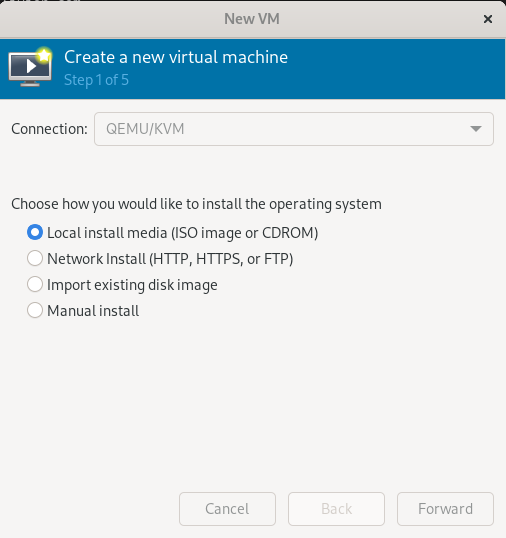 New VM
Create a new virtual machine
Step 1 of 5
Connection: QEMU/KVM
Choose how you would like to install the operating system
Local install media (ISO image or CDROM)
Network Install (HTTP, HTTPS, or FTP)
Import existing disk image
Manual install
Cancel Back Forward